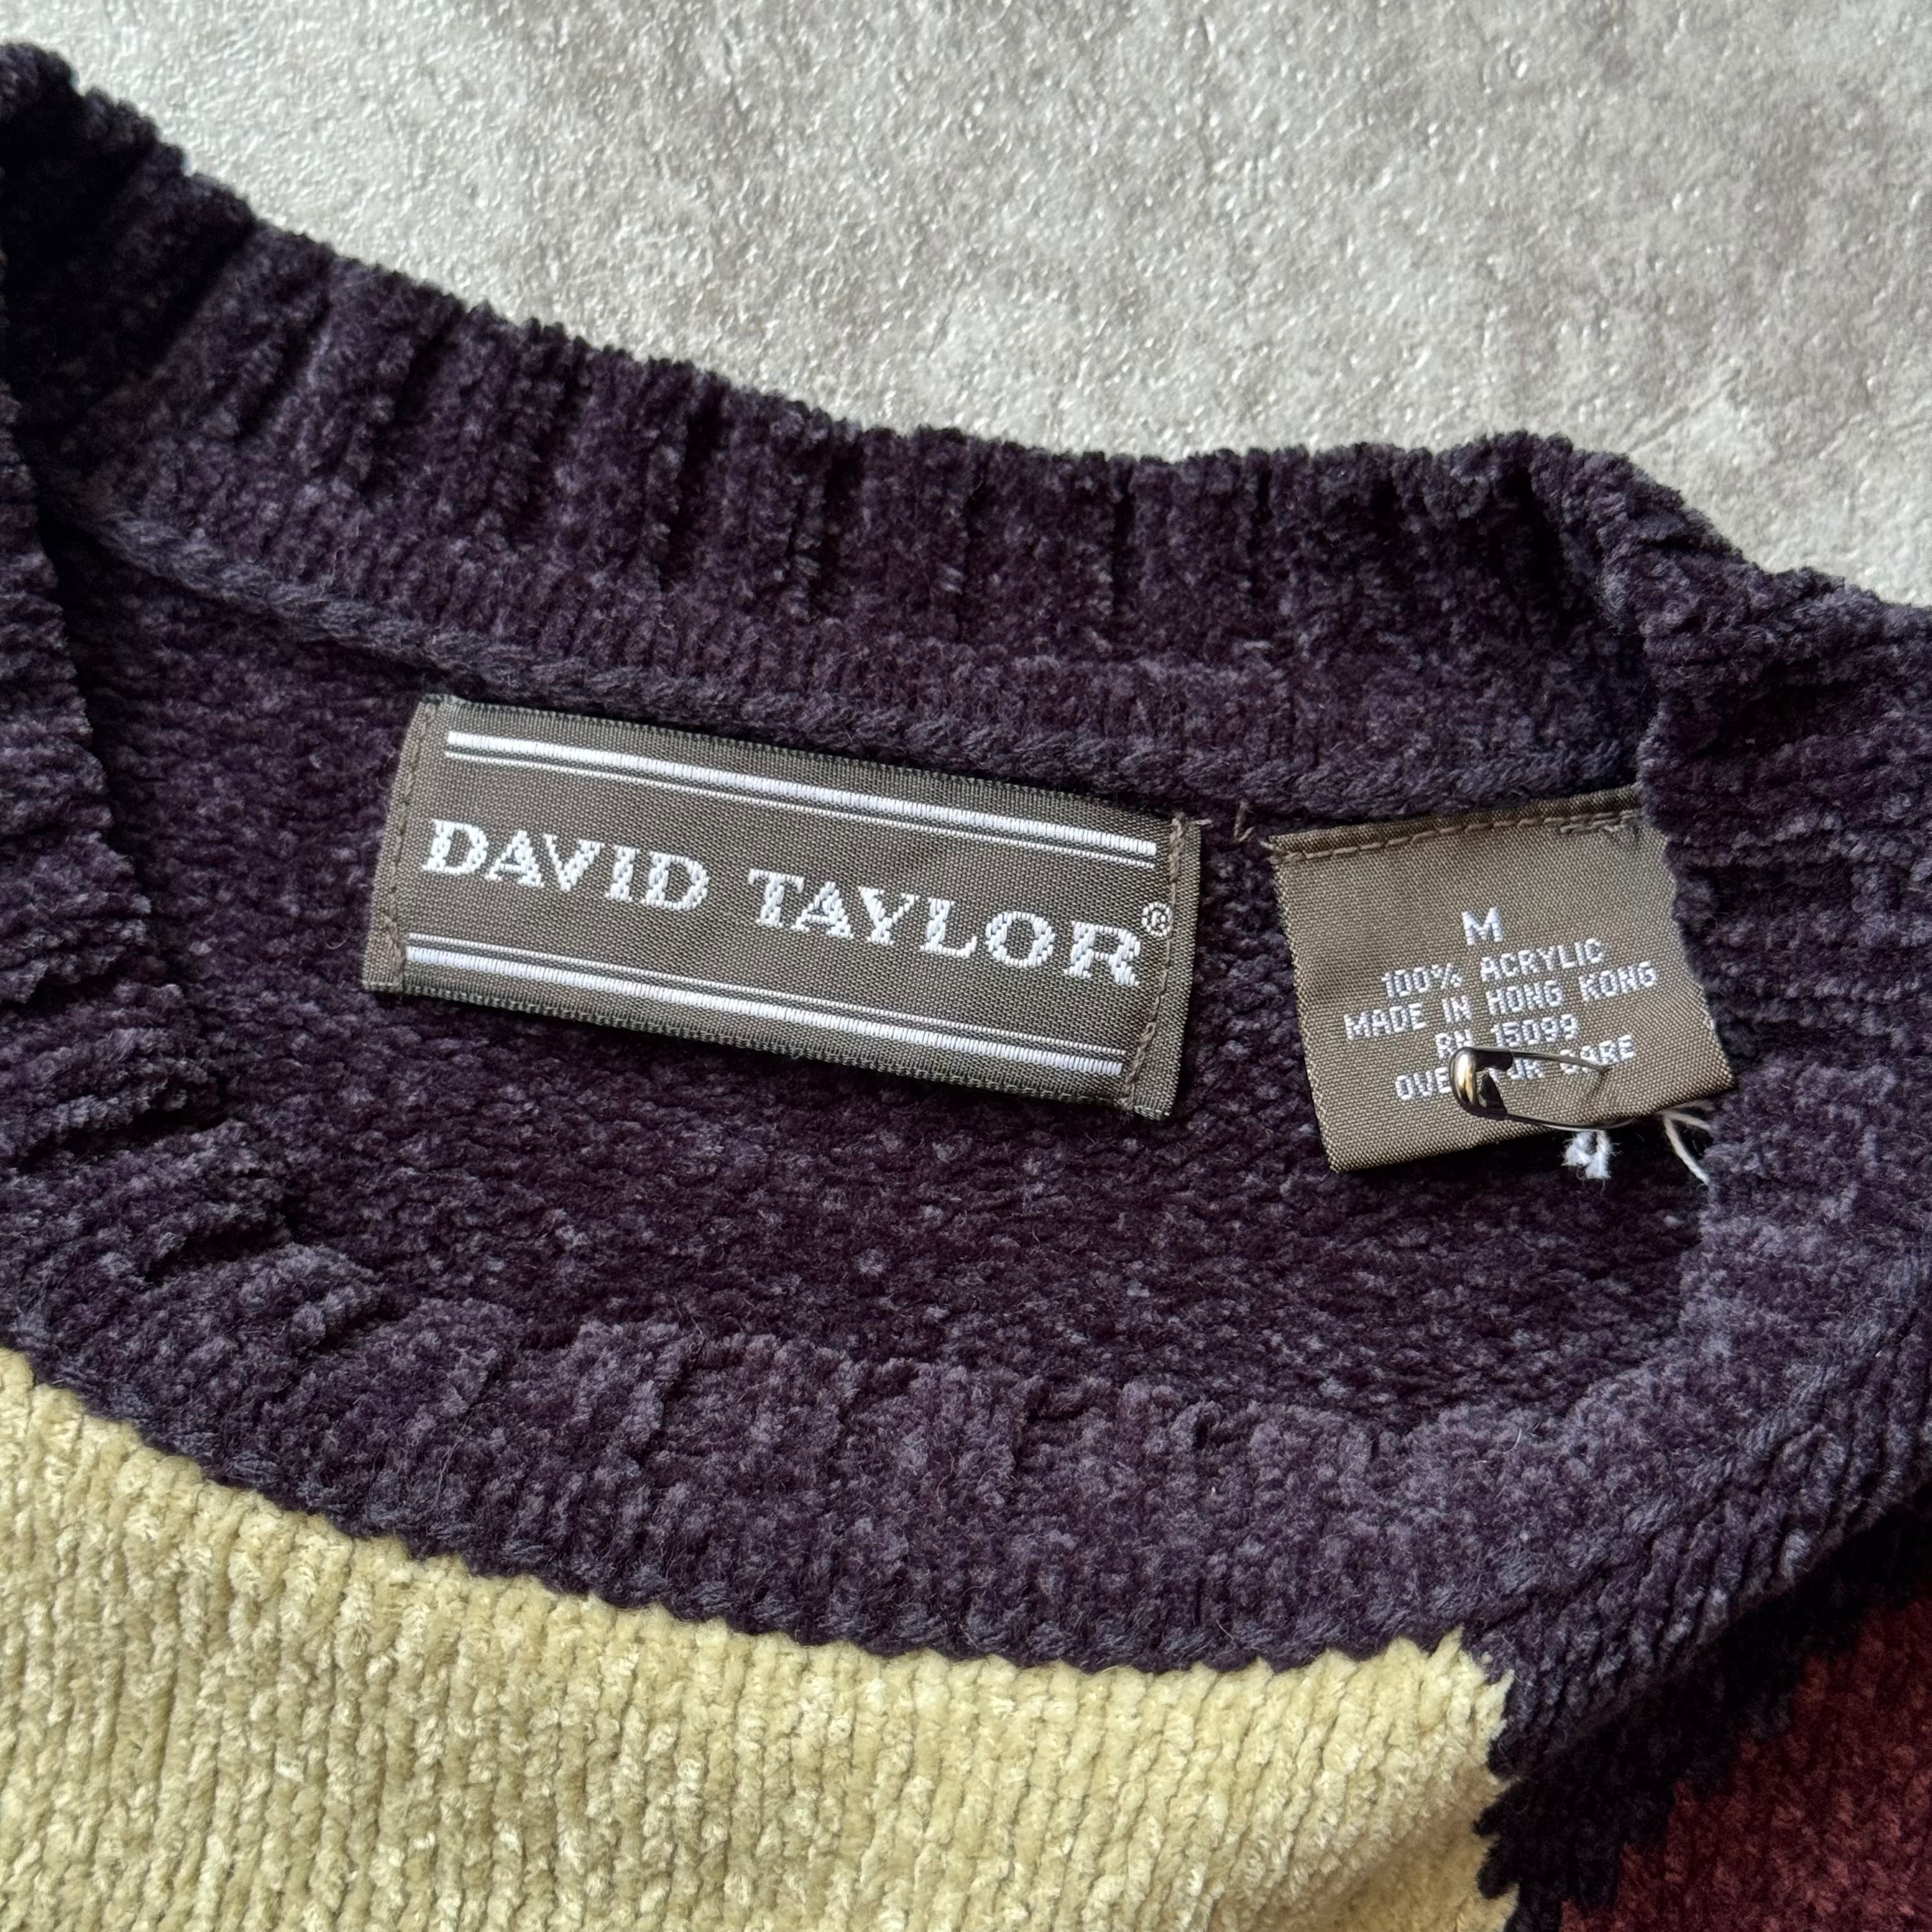 DAVID TAYLOR®
M
100% ACRYLIC
MADE IN HONG KONG
RN 15099